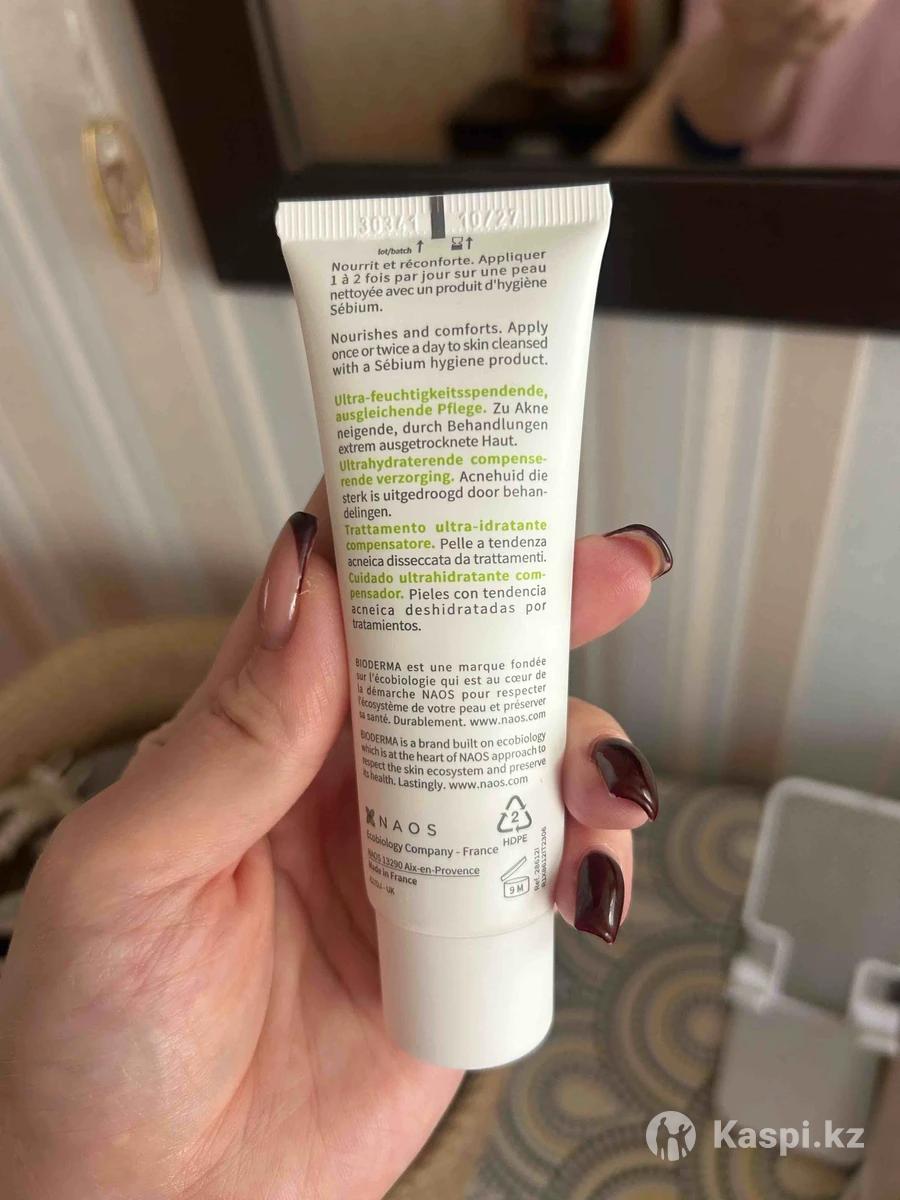 30341 10/27
lot/batch
Nourrit et réconforte. Appliquer
1 à 2 fois par jour sur une peau
nettoyée avec un produit d'hygiène
Sébium.
Nourishes and comforts. Apply
once or twice a day to skin cleansed
with a Sébium hygiene product.
Ultra-feuchtigkeitsspendende,
ausgleichende Pflege. Zu Akne
neigende, durch Behandlungen
extrem ausgetrocknete Haut.
Ultrahydraterende compense-
rende verzorging. Acnehuid die
sterk is uitgedroogd door behan-
delingen.
Trattamento ultra-idratante
compensatore. Pelle a tendenza
acneica disseccata da trattamenti.
Cuidado ultrahidratante com-
pensador. Pieles con tendencia
acneica deshidratadas por
tratamientos.
BIODERMA est une marque fondée
sur l'écobiologie qui est au cœur de
la démarche NAOS pour respecter
l'écosystème de votre peau et préserver
sa santé. Durablement. www.naos.com
BIODERMA is a brand built on ecobiology
which is at the heart of NAOS approach to
respect the skin ecosystem and preserve
its health. Lastingly. www.naos.com
NAOS
Ecobiology Company - France
NAOS 13290 Aix-en-Provence
Made in France
2
HDPE
9 M
Kaspi.kz